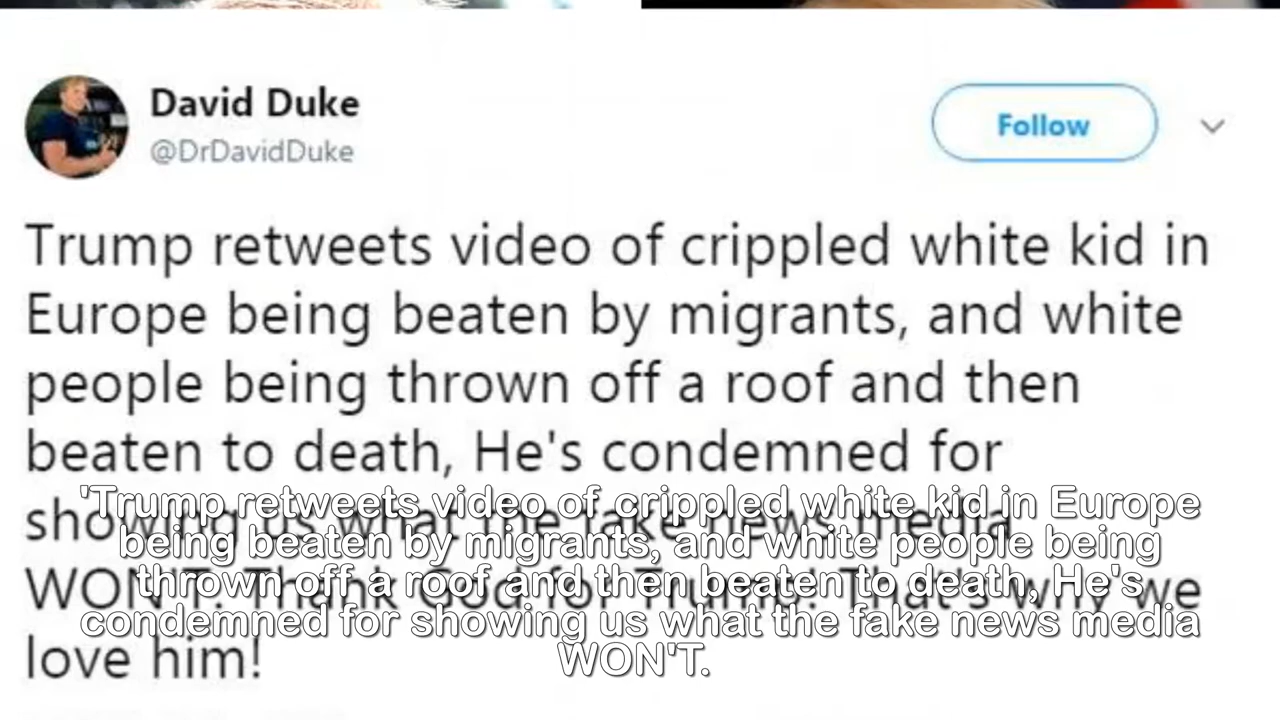 David Duke
@DrDavidDuke
Follow
Trump retweets video of crippled white kid in
Europe being beaten by migrants, and white
people being thrown off a roof and then
beaten to death, He's condemned for
showing us what the fake news media
WON'T. Thank God for Trump! That's why we
love him!
'Trump retweets video of crippled white kid in Europe
being beaten by migrants, and white people being
thrown off a roof and then beaten to death, He's
condemned for showing us what the fake news media
WON'T.